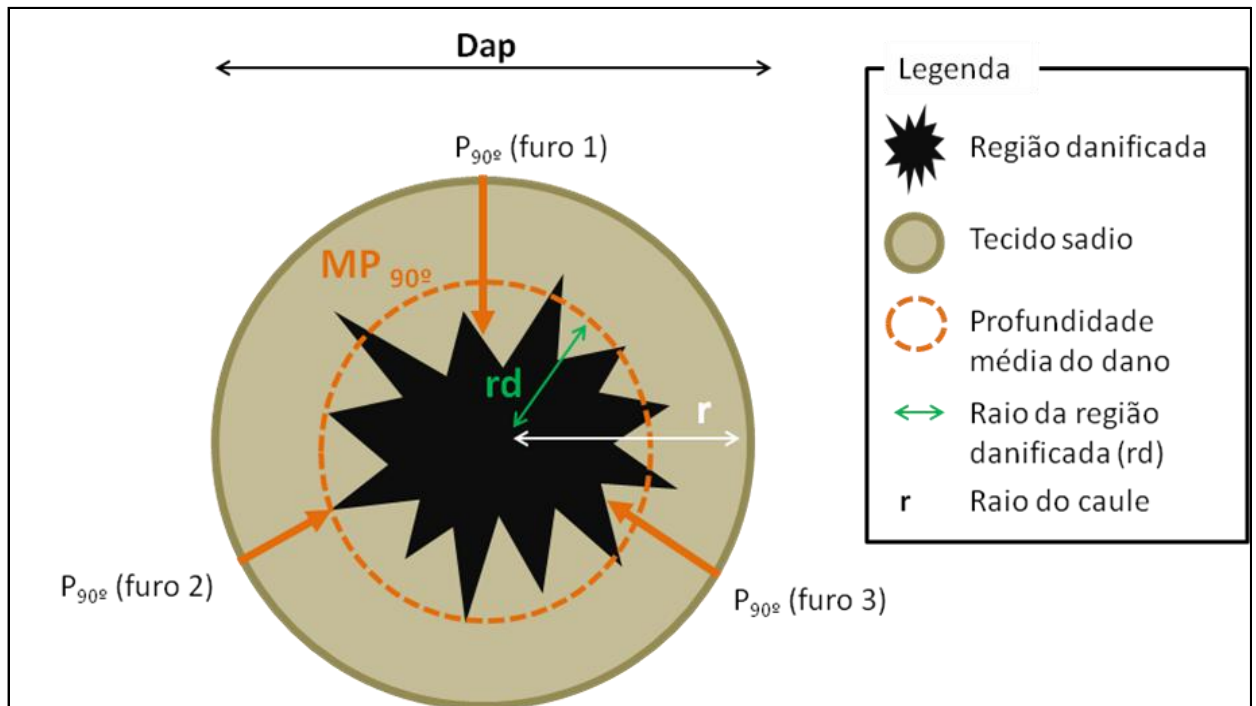 Dap
P90º (furo 1)
MP 90º
rd
r
P90º (furo 2)
P90º (furo 3)
Legenda
Região danificada
Tecido sadio
Profundidade
média do dano
Raio da região
danificada (rd)
r Raio do caule